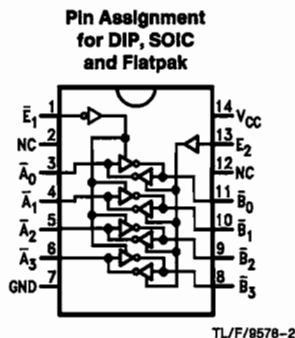 Pin Assignment
for DIP, SOIC
and Flatpak
Ē₁ 1
NC 2
Ā₀ 3
Ā₁ 4
Ā₂ 5
Ā₃ 6
GND 7
14 VCC
13 E₂
12 NC
11 B̄₀
10 B̄₁
9 B̄₂
8 B̄₃
TL/F/9578-2